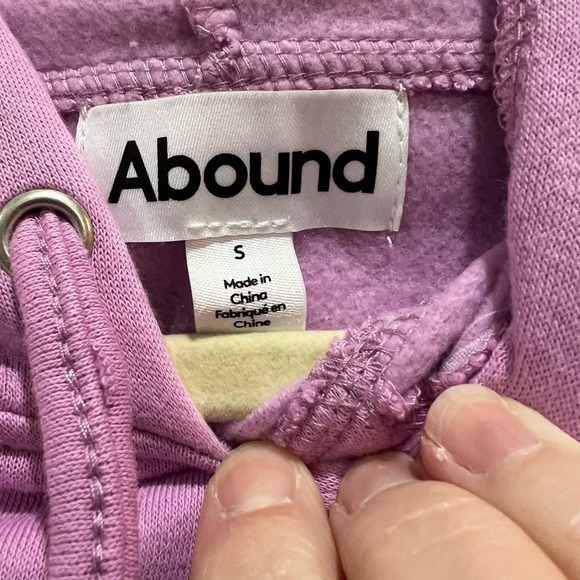 Abound
S
Made in
China
Fabriqué en
Chine